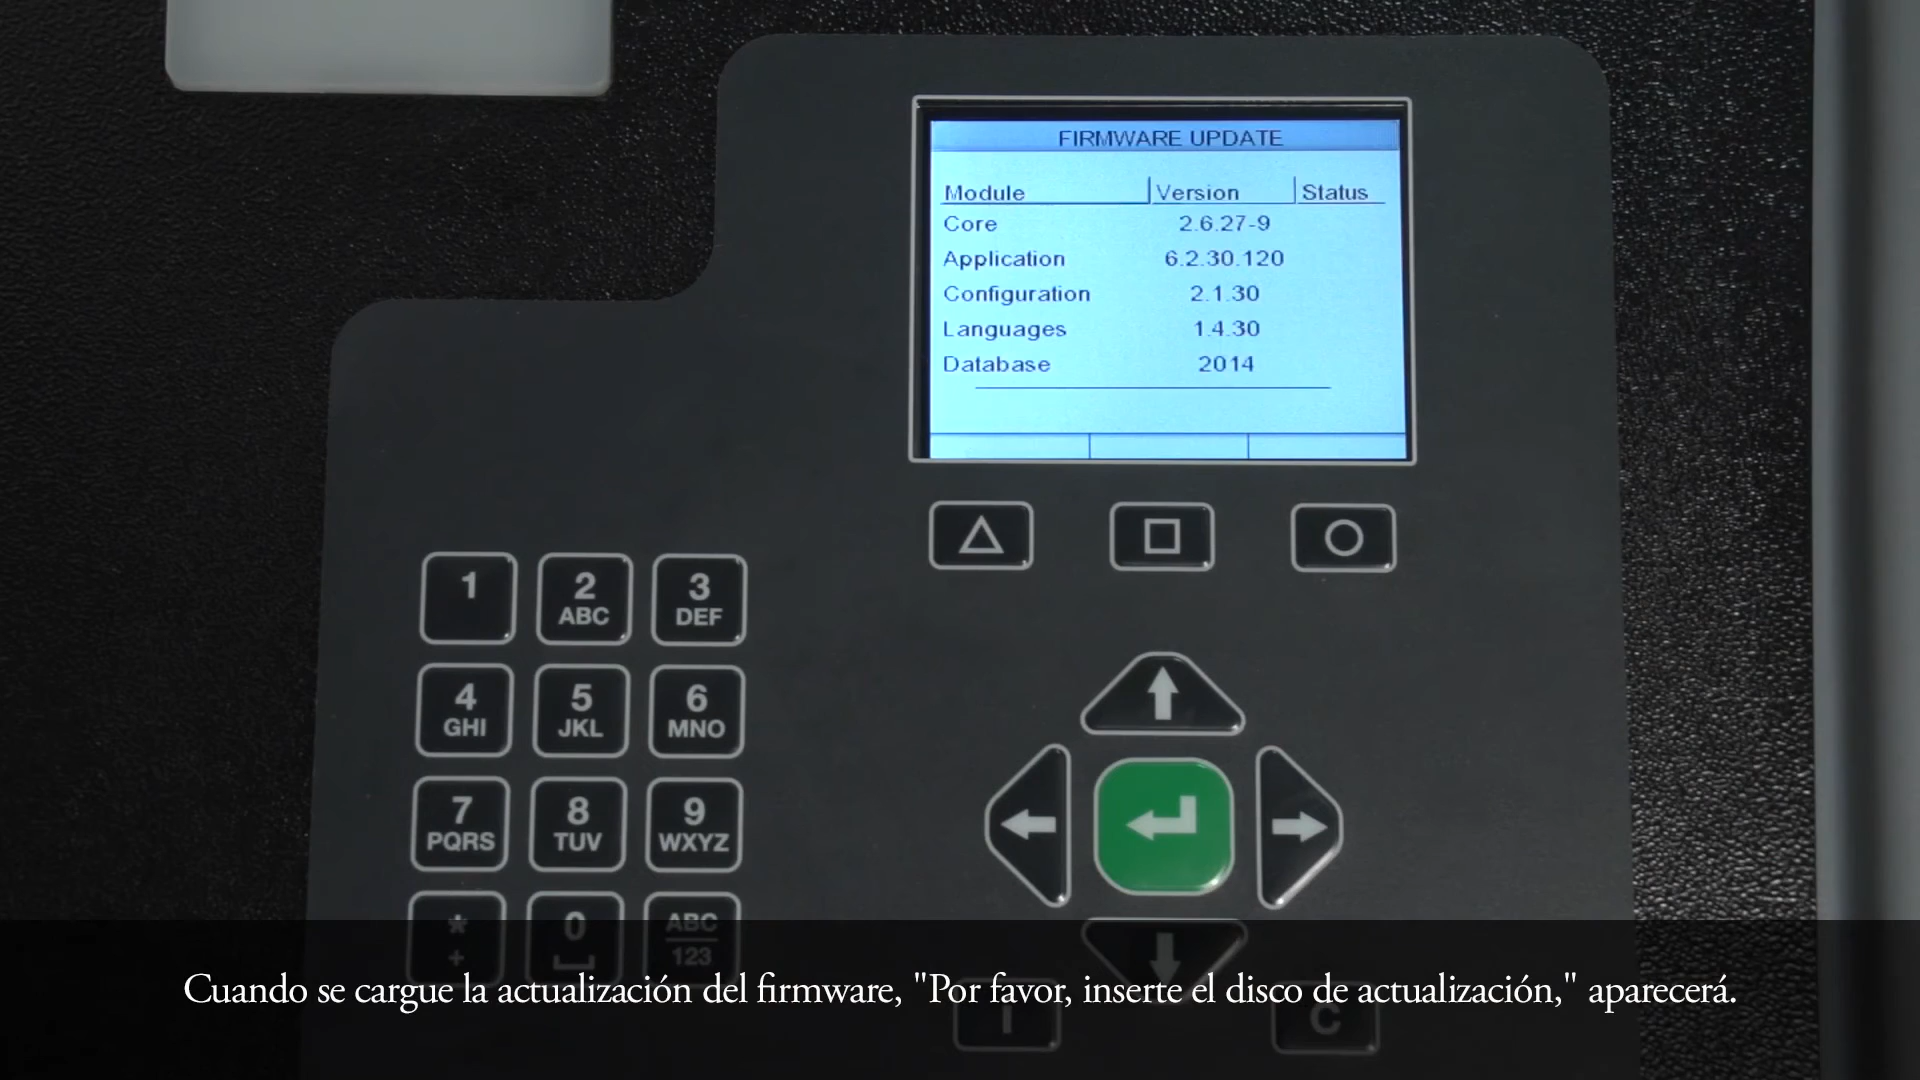 FIRMWARE UPDATE
Module Version Status
Core 2.6.27-9
Application 6.2.30.120
Configuration 2.1.30
Languages 1.4.30
Database 2014
1 2 3
ABC DEF
4 5 6
GHI JKL MNO
7 8 9
PQRS TUV WXYZ
* 0 ABC
+ 123
I C
Cuando se cargue la actualización del firmware, "Por favor, inserte el disco de actualización," aparecerá.